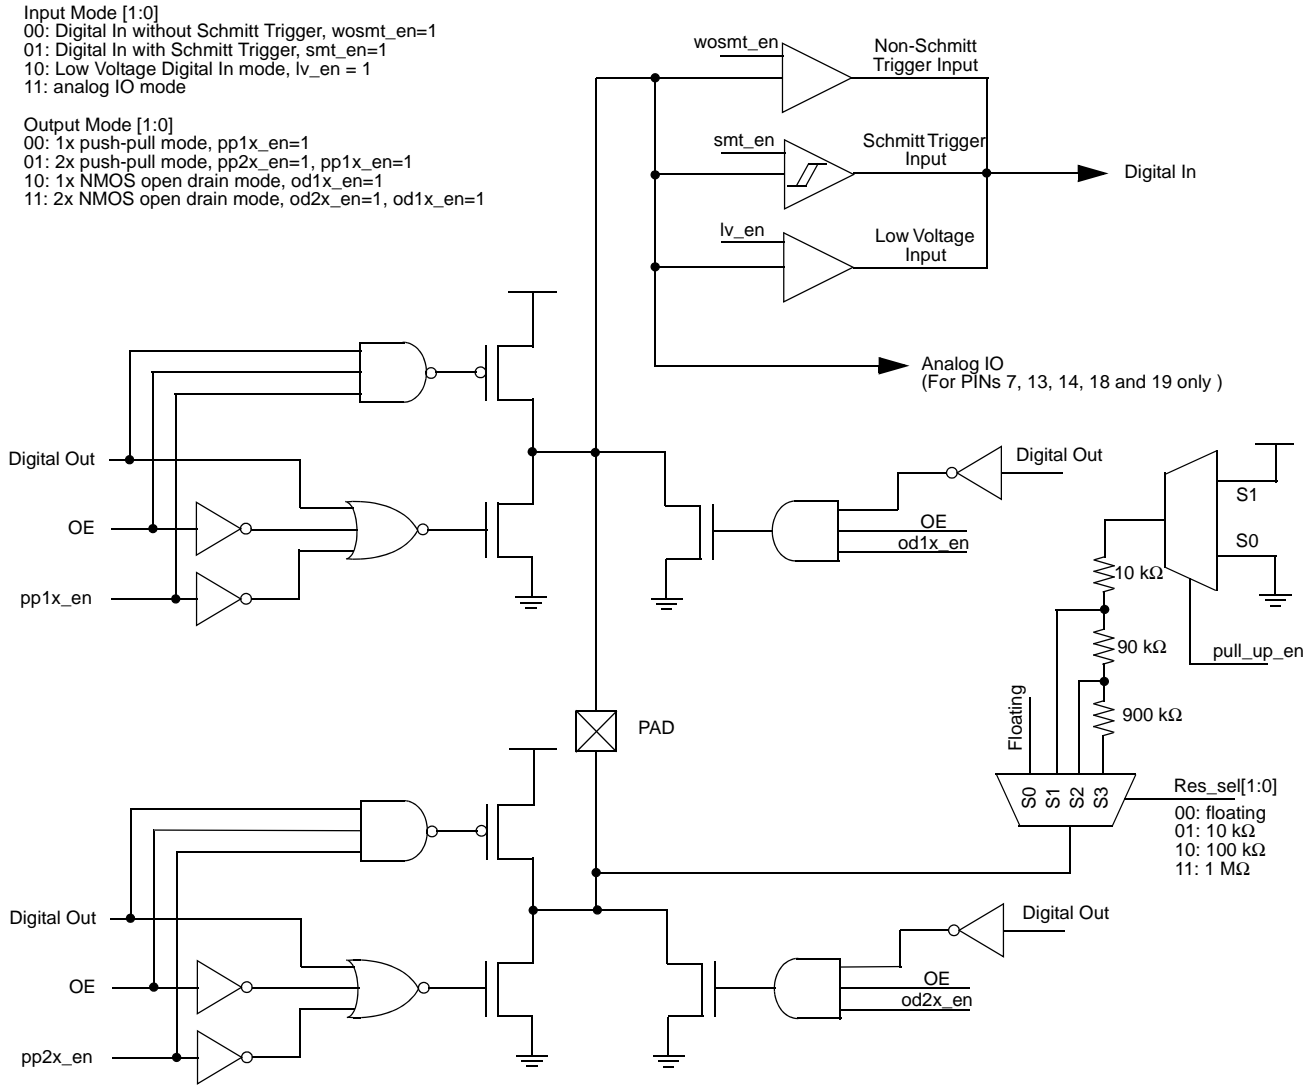 Input Mode [1:0]
00: Digital In without Schmitt Trigger, wosmt_en=1
01: Digital In with Schmitt Trigger, smt_en=1
10: Low Voltage Digital In mode, lv_en = 1
11: analog IO mode
Output Mode [1:0]
00: 1x push-pull mode, pp1x_en=1
01: 2x push-pull mode, pp2x_en=1, pp1x_en=1
10: 1x NMOS open drain mode, od1x_en=1
11: 2x NMOS open drain mode, od2x_en=1, od1x_en=1
wosmt_en
Non-Schmitt
Trigger Input
smt_en
Schmitt Trigger
Input
Digital In
lv_en
Low Voltage
Input
Analog IO
(For PINs 7, 13, 14, 18 and 19 only )
Digital Out
OE
pp1x_en
Digital Out
OE
od1x_en
S1
S0
10 kΩ
90 kΩ
pull_up_en
900 kΩ
Floating
PAD
S0
S1
S2
S3
Res_sel[1:0]
00: floating
01: 10 kΩ
10: 100 kΩ
11: 1 MΩ
Digital Out
OE
pp2x_en
Digital Out
OE
od2x_en